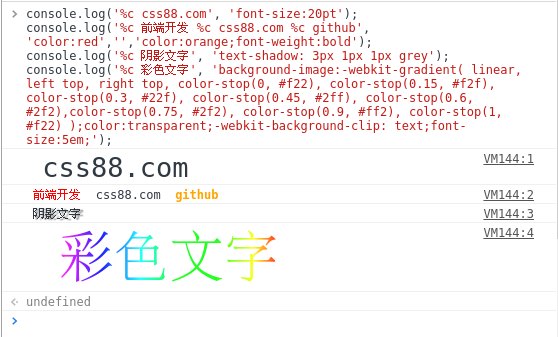 console.log('%c css88.com', 'font-size:20pt');
console.log('%c 前端开发 %c css88.com %c github',
'color:red','','color:orange;font-weight:bold');
console.log('%c 阴影文字', 'text-shadow: 3px 1px 1px grey');
console.log('%c 彩色文字', 'background-image:-webkit-gradient( linear,
left top, right top, color-stop(0, #f22), color-stop(0.15, #f2f),
color-stop(0.3, #22f), color-stop(0.45, #2ff), color-stop(0.6,
#2f2),color-stop(0.75, #2f2), color-stop(0.9, #ff2), color-stop(1,
#f22) );color:transparent;-webkit-background-clip: text;font-
size:5em;');
css88.com VM144:1
前端开发 css88.com github VM144:2
阴影文字 VM144:3
彩色文字 VM144:4
undefined